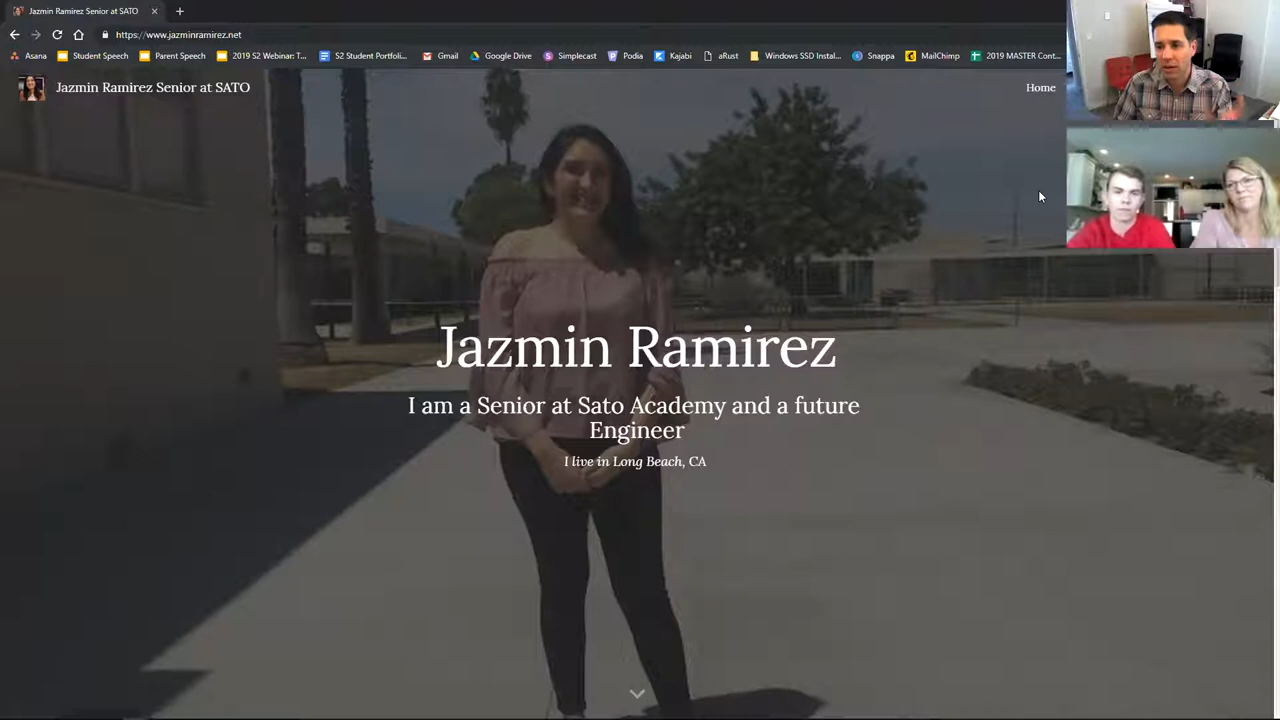 Jazmin Ramirez Senior at SATO
https://www.jazminramirez.net
Asana Student Speech Parent Speech 2019 S2 Webinar: T... S2 Student Portfoli... Gmail Google Drive Simplecast Podia Kajabi aRust Windows SSD Instal... Snappa MailChimp 2019 MASTER Cont...
Jazmin Ramirez Senior at SATO
Home
Jazmin Ramirez
I am a Senior at Sato Academy and a future
Engineer
I live in Long Beach, CA